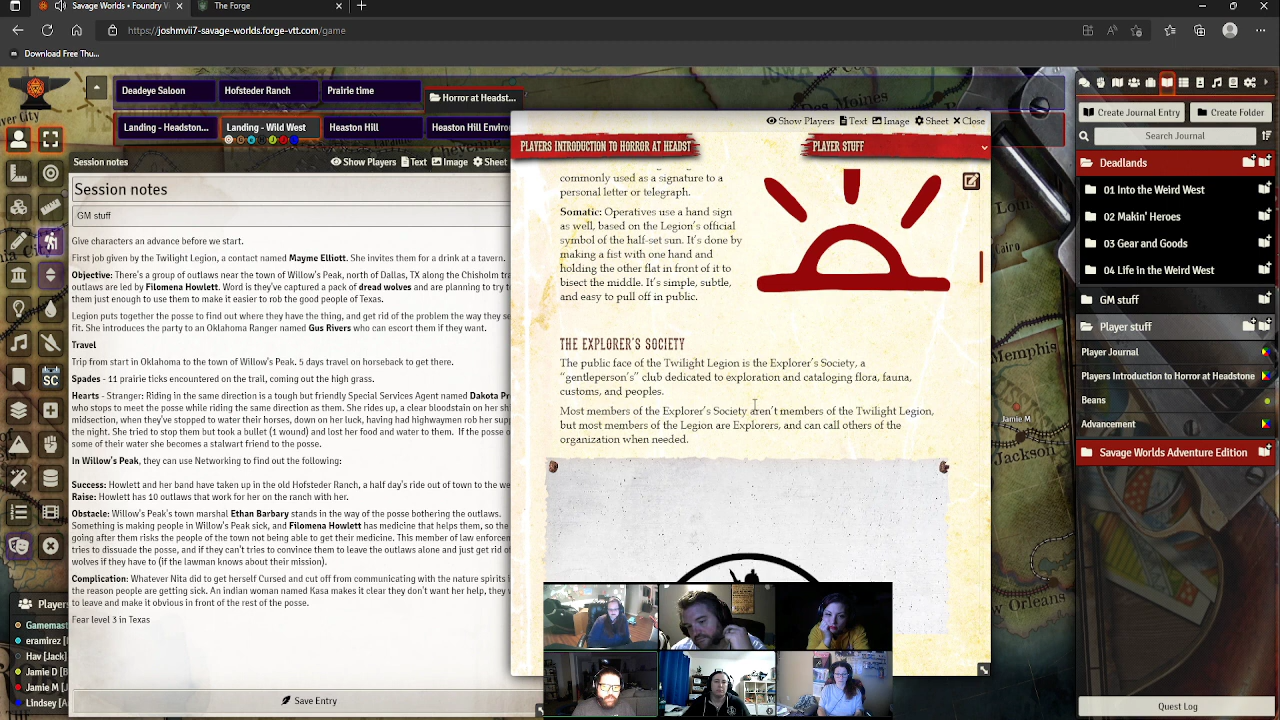 Savage Worlds • Foundry V
The Forge
https://joshmvii7-savage-worlds.forge-vtt.com/game
Download Free Thu...
Deadeye Saloon
Hofsteder Ranch
Prairie time
Horror at Headst...
Landing - Headston...
Landing - Wild West
Heaston Hill
Heaston Hill Enviro
ver City
Des Moines
Session notes
Show Players
Text
Image
Sheet
Session notes
GM stuff
Give characters an advance before we start.
First job given by the Twilight Legion, a contact named Mayme Elliott. She invites them for a drink at a tavern.
Objective: There's a group of outlaws near the town of Willow's Peak, north of Dallas, TX along the Chisholm tra
outlaws are led by Filomena Howlett. Word is they've captured a pack of dread wolves and are planning to try t
them just enough to use them to make it easier to rob the good people of Texas.
Legion puts together the posse to find out where they have the thing, and get rid of the problem the way they s
fit. She introduces the party to an Oklahoma Ranger named Gus Rivers who can escort them if they want.
Travel
Trip from start in Oklahoma to the town of Willow's Peak. 5 days travel on horseback to get there.
Spades - 11 prairie ticks encountered on the trail, coming out the high grass.
Hearts - Stranger: Riding in the same direction is a tough but friendly Special Services Agent named Dakota Pr
who stops to meet the posse while riding the same direction as them. She rides up, a clear bloodstain on her shi
midsection, when they've stopped to water their horses, down on her luck, having had highwaymen rob her supp
the night. She tried to stop them but took a bullet (1 wound) and lost her food and water to them. If the posse o
some of their water she becomes a stalwart friend to the posse.
In Willow's Peak, they can use Networking to find out the following:
Success: Howlett and her band have taken up in the old Hofsteder Ranch, a half day's ride out of town to the we
Raise: Howlett has 10 outlaws that work for her on the ranch with her.
Obstacle: Willow's Peak's town marshal Ethan Barbary stands in the way of the posse bothering the outlaws.
Something is making people in Willow's Peak sick, and Filomena Howlett has medicine that helps them, so the
going after them risks the people of the town not being able to get their medicine. This member of law enforcem
tries to dissuade the posse, and if they can't tries to convince them to leave the outlaws alone and just get rid of
wolves if they have to (if the lawman knows about their mission).
Complication: Whatever Nita did to get herself Cursed and cut off from communicating with the nature spirits i
the reason people are getting sick. An indian woman named Kasa makes it clear they don't want her help, they w
to leave and make it obvious in front of the rest of the posse.
Fear level 3 in Texas
Save Entry
SC
Players
Gamemast
eramirez [
Hav [Jack]
Jamie D [B
Jamie M [J
Lindsey [A
Show Players
Text
Image
Sheet
Close
PLAYERS INTRODUCTION TO HORROR AT HEADST
PLAYER STUFF
commonly used as a signature to a
personal letter or telegraph.
Somatic: Operatives use a hand sign
as well, based on the Legion's official
symbol of the half-set sun. It's done by
making a fist with one hand and
holding the other flat in front of it to
bisect the middle. It's simple, subtle,
and easy to pull off in public.
THE EXPLORER'S SOCIETY
The public face of the Twilight Legion is the Explorer's Society, a
"gentleperson's" club dedicated to exploration and cataloging flora, fauna,
customs, and peoples.
Most members of the Explorer's Society aren't members of the Twilight Legion,
but most members of the Legion are Explorers, and can call others of the
organization when needed.
Memphis
Jamie M
Jackson
New Orleans
Create Journal Entry
Create Folder
Search Journal
Deadlands
01 Into the Weird West
02 Makin' Heroes
03 Gear and Goods
04 Life in the Weird West
GM stuff
Player stuff
Player Journal
Players Introduction to Horror at Headstone
Beans
Advancement
Savage Worlds Adventure Edition
Quest Log